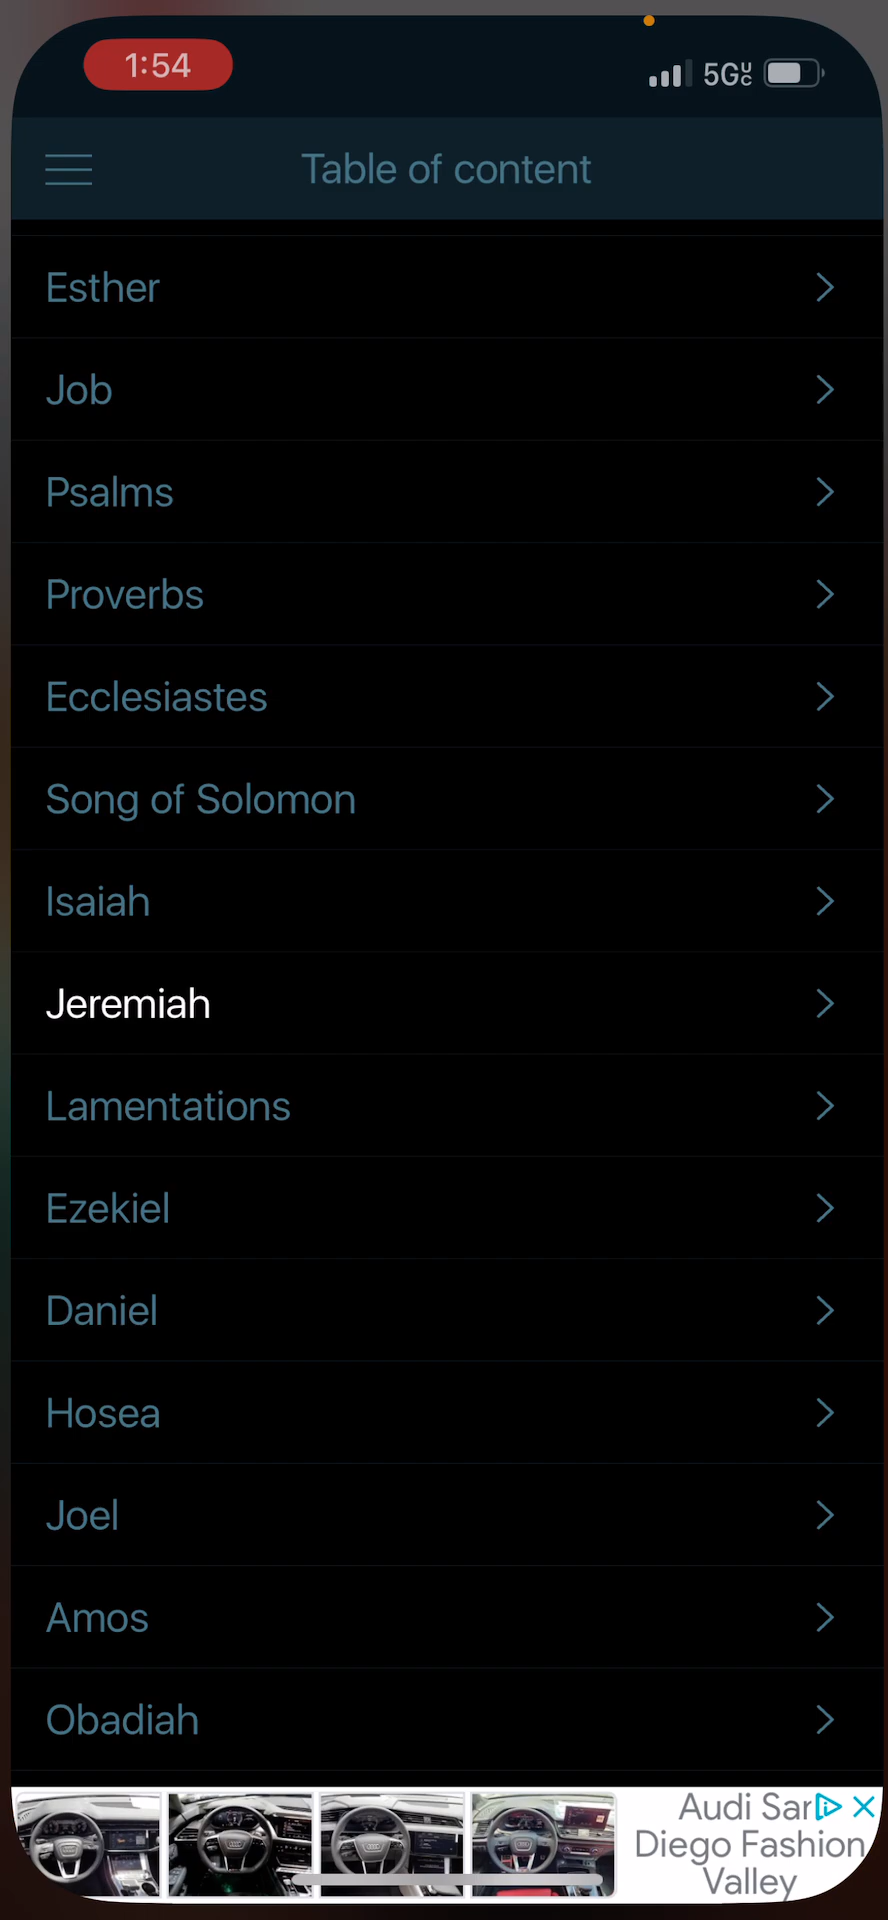 1:54
5GUC
Table of content
Esther
Job
Psalms
Proverbs
Ecclesiastes
Song of Solomon
Isaiah
Jeremiah
Lamentations
Ezekiel
Daniel
Hosea
Joel
Amos
Obadiah
Audi San
Diego Fashion
Valley